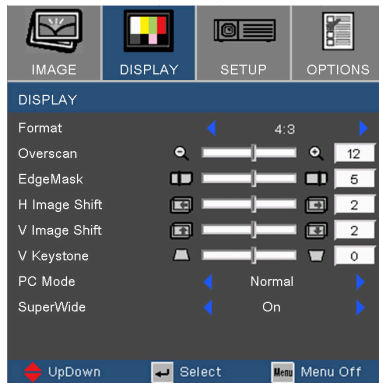 IMAGE DISPLAY SETUP OPTIONS
DISPLAY
Format 4:3
Overscan 12
EdgeMask 5
H Image Shift 2
V Image Shift 2
V Keystone 0
PC Mode Normal
SuperWide On
UpDown Select Menu Menu Off